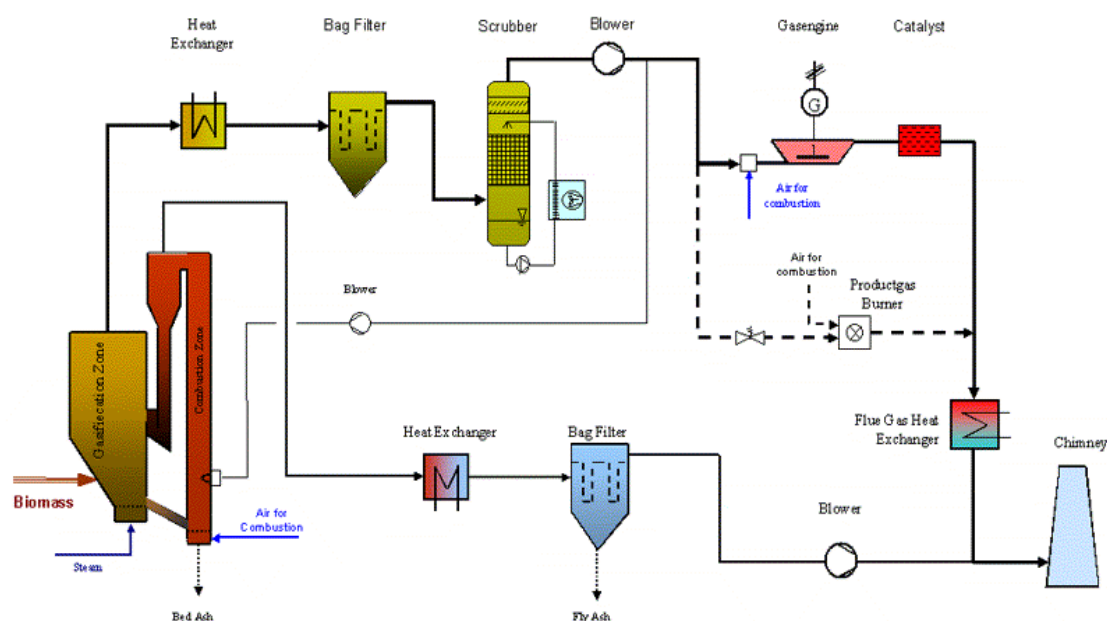 Heat
Exchanger
Bag Filter
Scrubber
Blower
Gasengine
Catalyst
G
1
Air for
combustion
Air for
combustion
Productgas
Burner
Blower
Gasifiecation Zone
Combustion Zone
Flue Gas Heat
Exchanger
Chimney
Heat Exchanger
Bag Filter
Biomass
Air for
Combustion
Blower
Steam
Bed Ash
Fly Ash